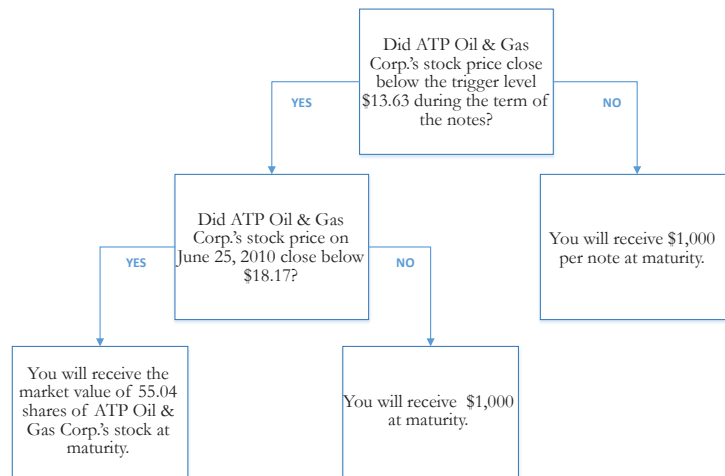 Did ATP Oil & Gas
Corp.'s stock price close
below the trigger level
$13.63 during the term of
the notes?
YES
NO
Did ATP Oil & Gas
Corp.'s stock price on
June 25, 2010 close below
$18.17?
You will receive $1,000
per note at maturity.
YES
NO
You will receive the
market value of 55.04
shares of ATP Oil &
Gas Corp.'s stock at
maturity.
You will receive $1,000
at maturity.